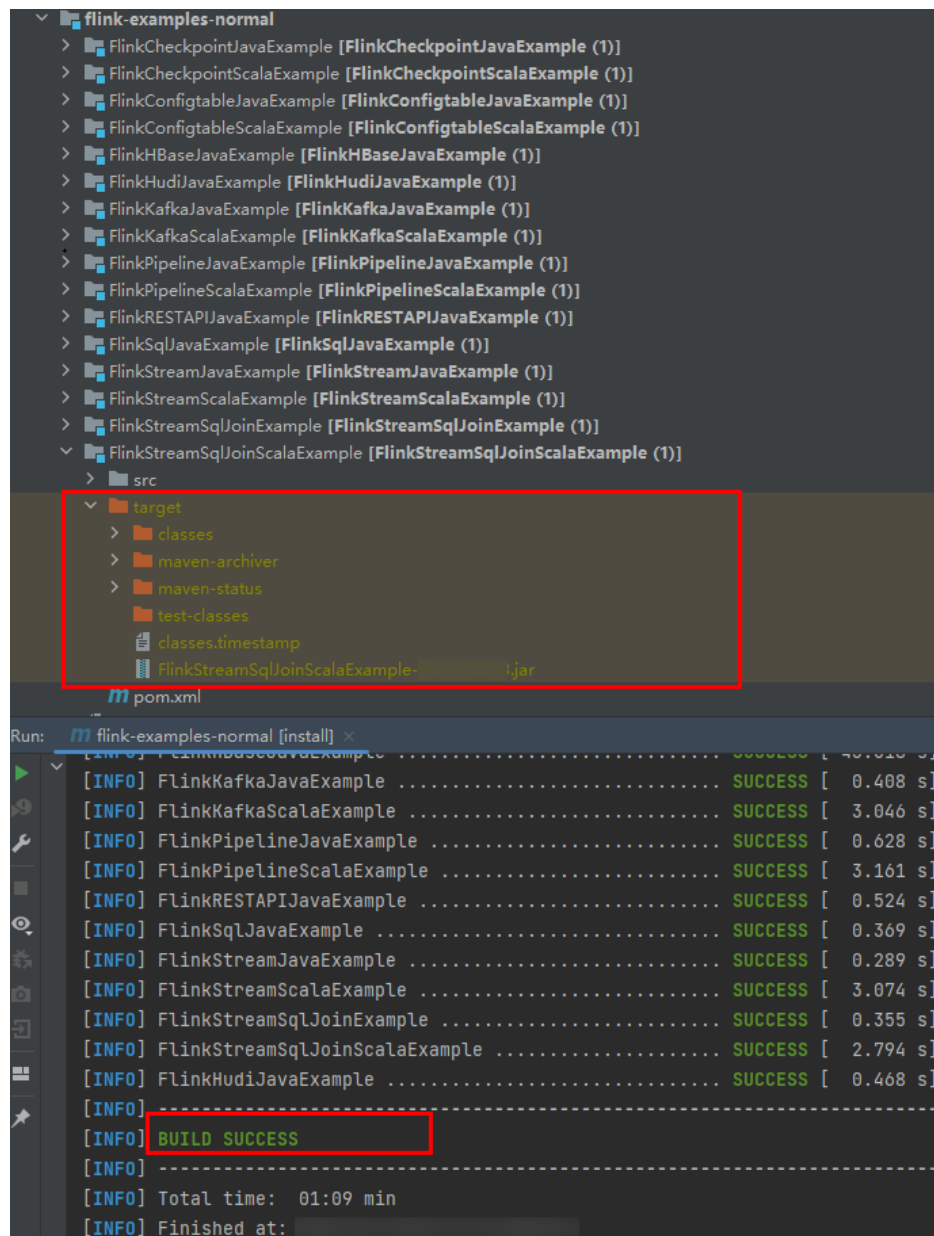 flink-examples-normal
FlinkCheckpointJavaExample [FlinkCheckpointJavaExample (1)]
FlinkCheckpointScalaExample [FlinkCheckpointScalaExample (1)]
FlinkConfigtableJavaExample [FlinkConfigtableJavaExample (1)]
FlinkConfigtableScalaExample [FlinkConfigtableScalaExample (1)]
FlinkHBaseJavaExample [FlinkHBaseJavaExample (1)]
FlinkHudiJavaExample [FlinkHudiJavaExample (1)]
FlinkKafkaJavaExample [FlinkKafkaJavaExample (1)]
FlinkKafkaScalaExample [FlinkKafkaScalaExample (1)]
FlinkPipelineJavaExample [FlinkPipelineJavaExample (1)]
FlinkPipelineScalaExample [FlinkPipelineScalaExample (1)]
FlinkRESTAPIJavaExample [FlinkRESTAPIJavaExample (1)]
FlinkSqlJavaExample [FlinkSqlJavaExample (1)]
FlinkStreamJavaExample [FlinkStreamJavaExample (1)]
FlinkStreamScalaExample [FlinkStreamScalaExample (1)]
FlinkStreamSqlJoinExample [FlinkStreamSqlJoinExample (1)]
FlinkStreamSqlJoinScalaExample [FlinkStreamSqlJoinScalaExample (1)]
src
target
classes
maven-archiver
maven-status
test-classes
classes.timestamp
FlinkStreamSqlJoinScalaExample- .jar
m pom.xml
Run: m flink-examples-normal [install] ×
[INFO] FlinkKafkaJavaExample .............................. SUCCESS [  0.408 s]
[INFO] FlinkKafkaScalaExample ............................. SUCCESS [  3.046 s]
[INFO] FlinkPipelineJavaExample ........................... SUCCESS [  0.628 s]
[INFO] FlinkPipelineScalaExample .......................... SUCCESS [  3.161 s]
[INFO] FlinkRESTAPIJavaExample ............................ SUCCESS [  0.524 s]
[INFO] FlinkSqlJavaExample ................................ SUCCESS [  0.369 s]
[INFO] FlinkStreamJavaExample ............................. SUCCESS [  0.289 s]
[INFO] FlinkStreamScalaExample ............................ SUCCESS [  3.074 s]
[INFO] FlinkStreamSqlJoinExample .......................... SUCCESS [  0.355 s]
[INFO] FlinkStreamSqlJoinScalaExample ..................... SUCCESS [  2.794 s]
[INFO] FlinkHudiJavaExample ............................... SUCCESS [  0.468 s]
[INFO] ------------------------------------------------------------------------
[INFO] BUILD SUCCESS
[INFO] ------------------------------------------------------------------------
[INFO] Total time:  01:09 min
[INFO] Finished at: